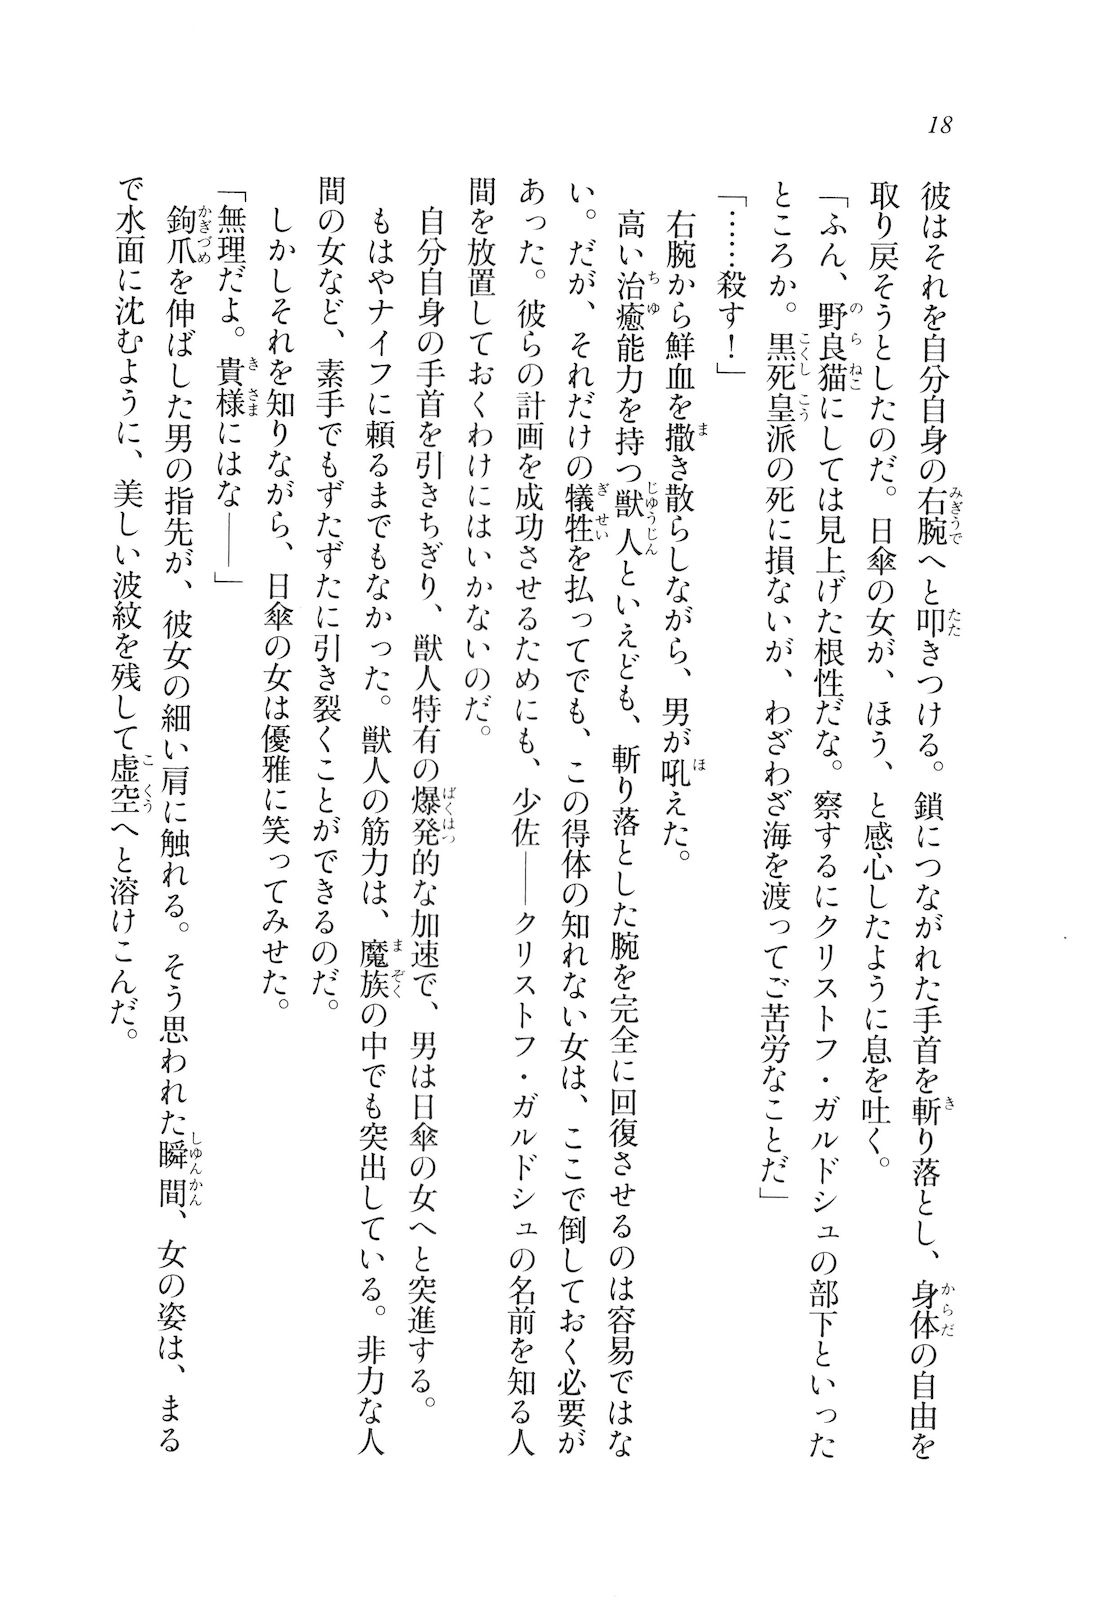 18
彼はそれを自分自身の右腕へと叩きつける。鎖につながれた手首を斬り落とし、身体の自由を
取り戻そうとしたのだ。日傘の女が、ほう、と感心したように息を吐く。
「ふん、野良猫にしては見上げた根性だな。察するにクリストフ・ガルドシュの部下といった
ところか。黒死皇派の死に損ないが、わざわざ海を渡ってご苦労なことだ」
「……殺す！」
右腕から鮮血を撒き散らしながら、男が吼えた。
高い治癒能力を持つ獣人といえども、斬り落とした腕を完全に回復させるのは容易ではな
い。だが、それだけの犠牲を払ってでも、この得体の知れない女は、ここで倒しておく必要が
あった。彼らの計画を成功させるためにも、少佐――クリストフ・ガルドシュの名前を知る人
間を放置しておくわけにはいかないのだ。
自分自身の手首を引きちぎり、獣人特有の爆発的な加速で、男は日傘の女へと突進する。
もはやナイフに頼るまでもなかった。獣人の筋力は、魔族の中でも突出している。非力な人
間の女など、素手でもずたずたに引き裂くことができるのだ。
しかしそれを知りながら、日傘の女は優雅に笑ってみせた。
「無理だよ。貴様にはな――」
鉤爪を伸ばした男の指先が、彼女の細い肩に触れる。そう思われた瞬間、女の姿は、まる
で水面に沈むように、美しい波紋を残して虚空へと溶けこんだ。